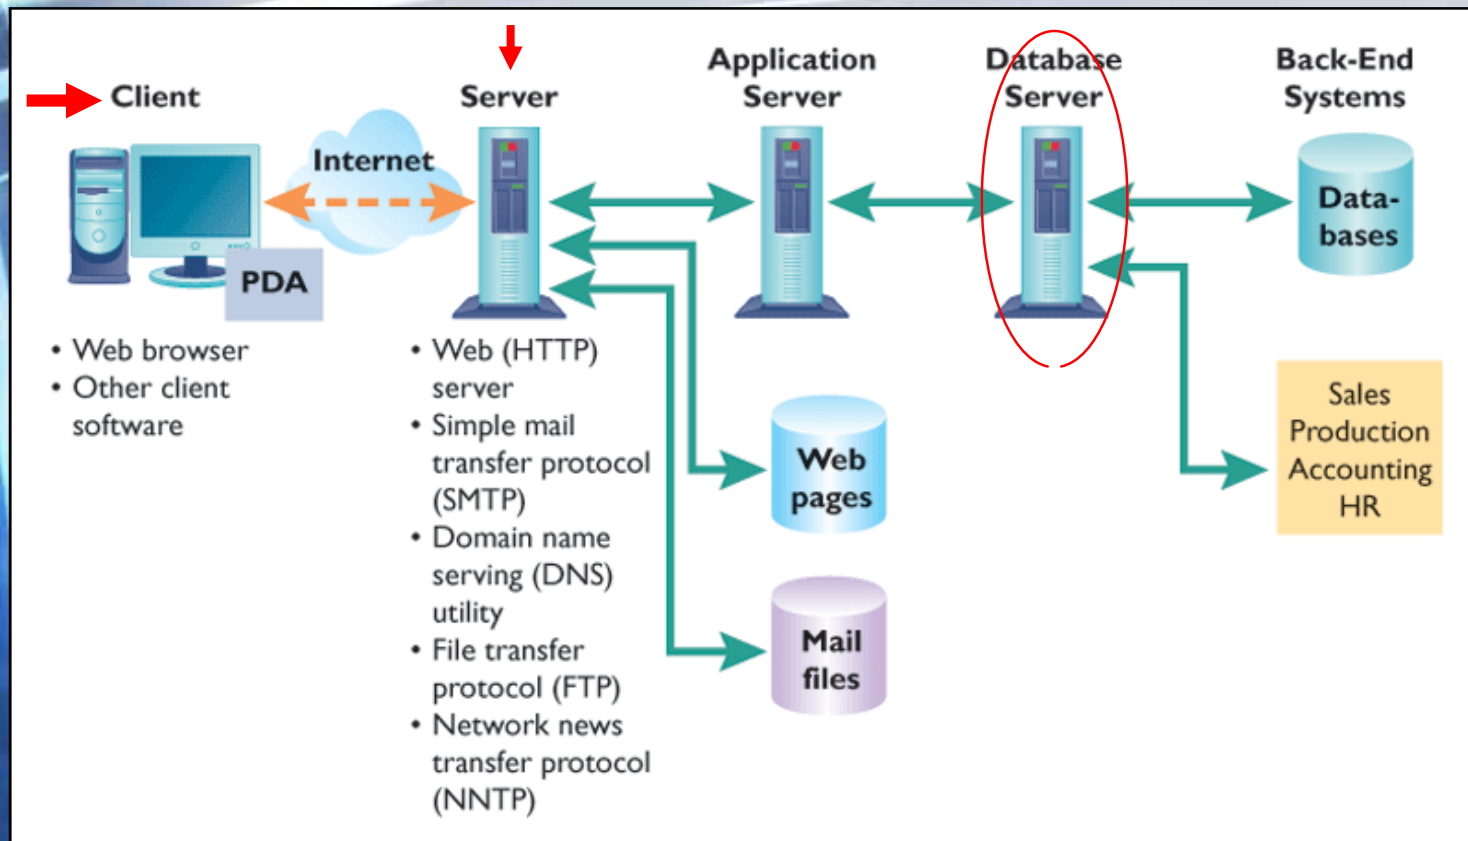 Client
Internet
PDA
• Web browser
• Other client
software
Server
• Web (HTTP)
server
• Simple mail
transfer protocol
(SMTP)
• Domain name
serving (DNS)
utility
• File transfer
protocol (FTP)
• Network news
transfer protocol
(NNTP)
Application
Server
Web
pages
Mail
files
Database
Server
Back-End
Systems
Data-
bases
Sales
Production
Accounting
HR